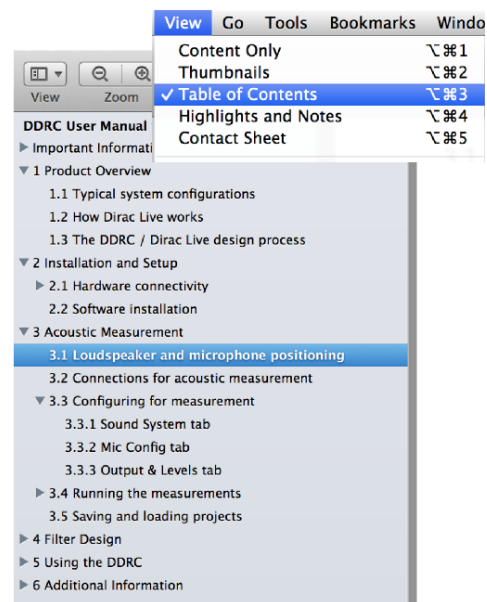 View Go Tools Bookmarks Windo
Content Only ⌥⌘1
Thumbnails ⌥⌘2
✓ Table of Contents ⌥⌘3
Highlights and Notes ⌥⌘4
Contact Sheet ⌥⌘5
View Zoom
DDRC User Manual
Important Informati
1 Product Overview
1.1 Typical system configurations
1.2 How Dirac Live works
1.3 The DDRC / Dirac Live design process
2 Installation and Setup
2.1 Hardware connectivity
2.2 Software installation
3 Acoustic Measurement
3.1 Loudspeaker and microphone positioning
3.2 Connections for acoustic measurement
3.3 Configuring for measurement
3.3.1 Sound System tab
3.3.2 Mic Config tab
3.3.3 Output & Levels tab
3.4 Running the measurements
3.5 Saving and loading projects
4 Filter Design
5 Using the DDRC
6 Additional Information